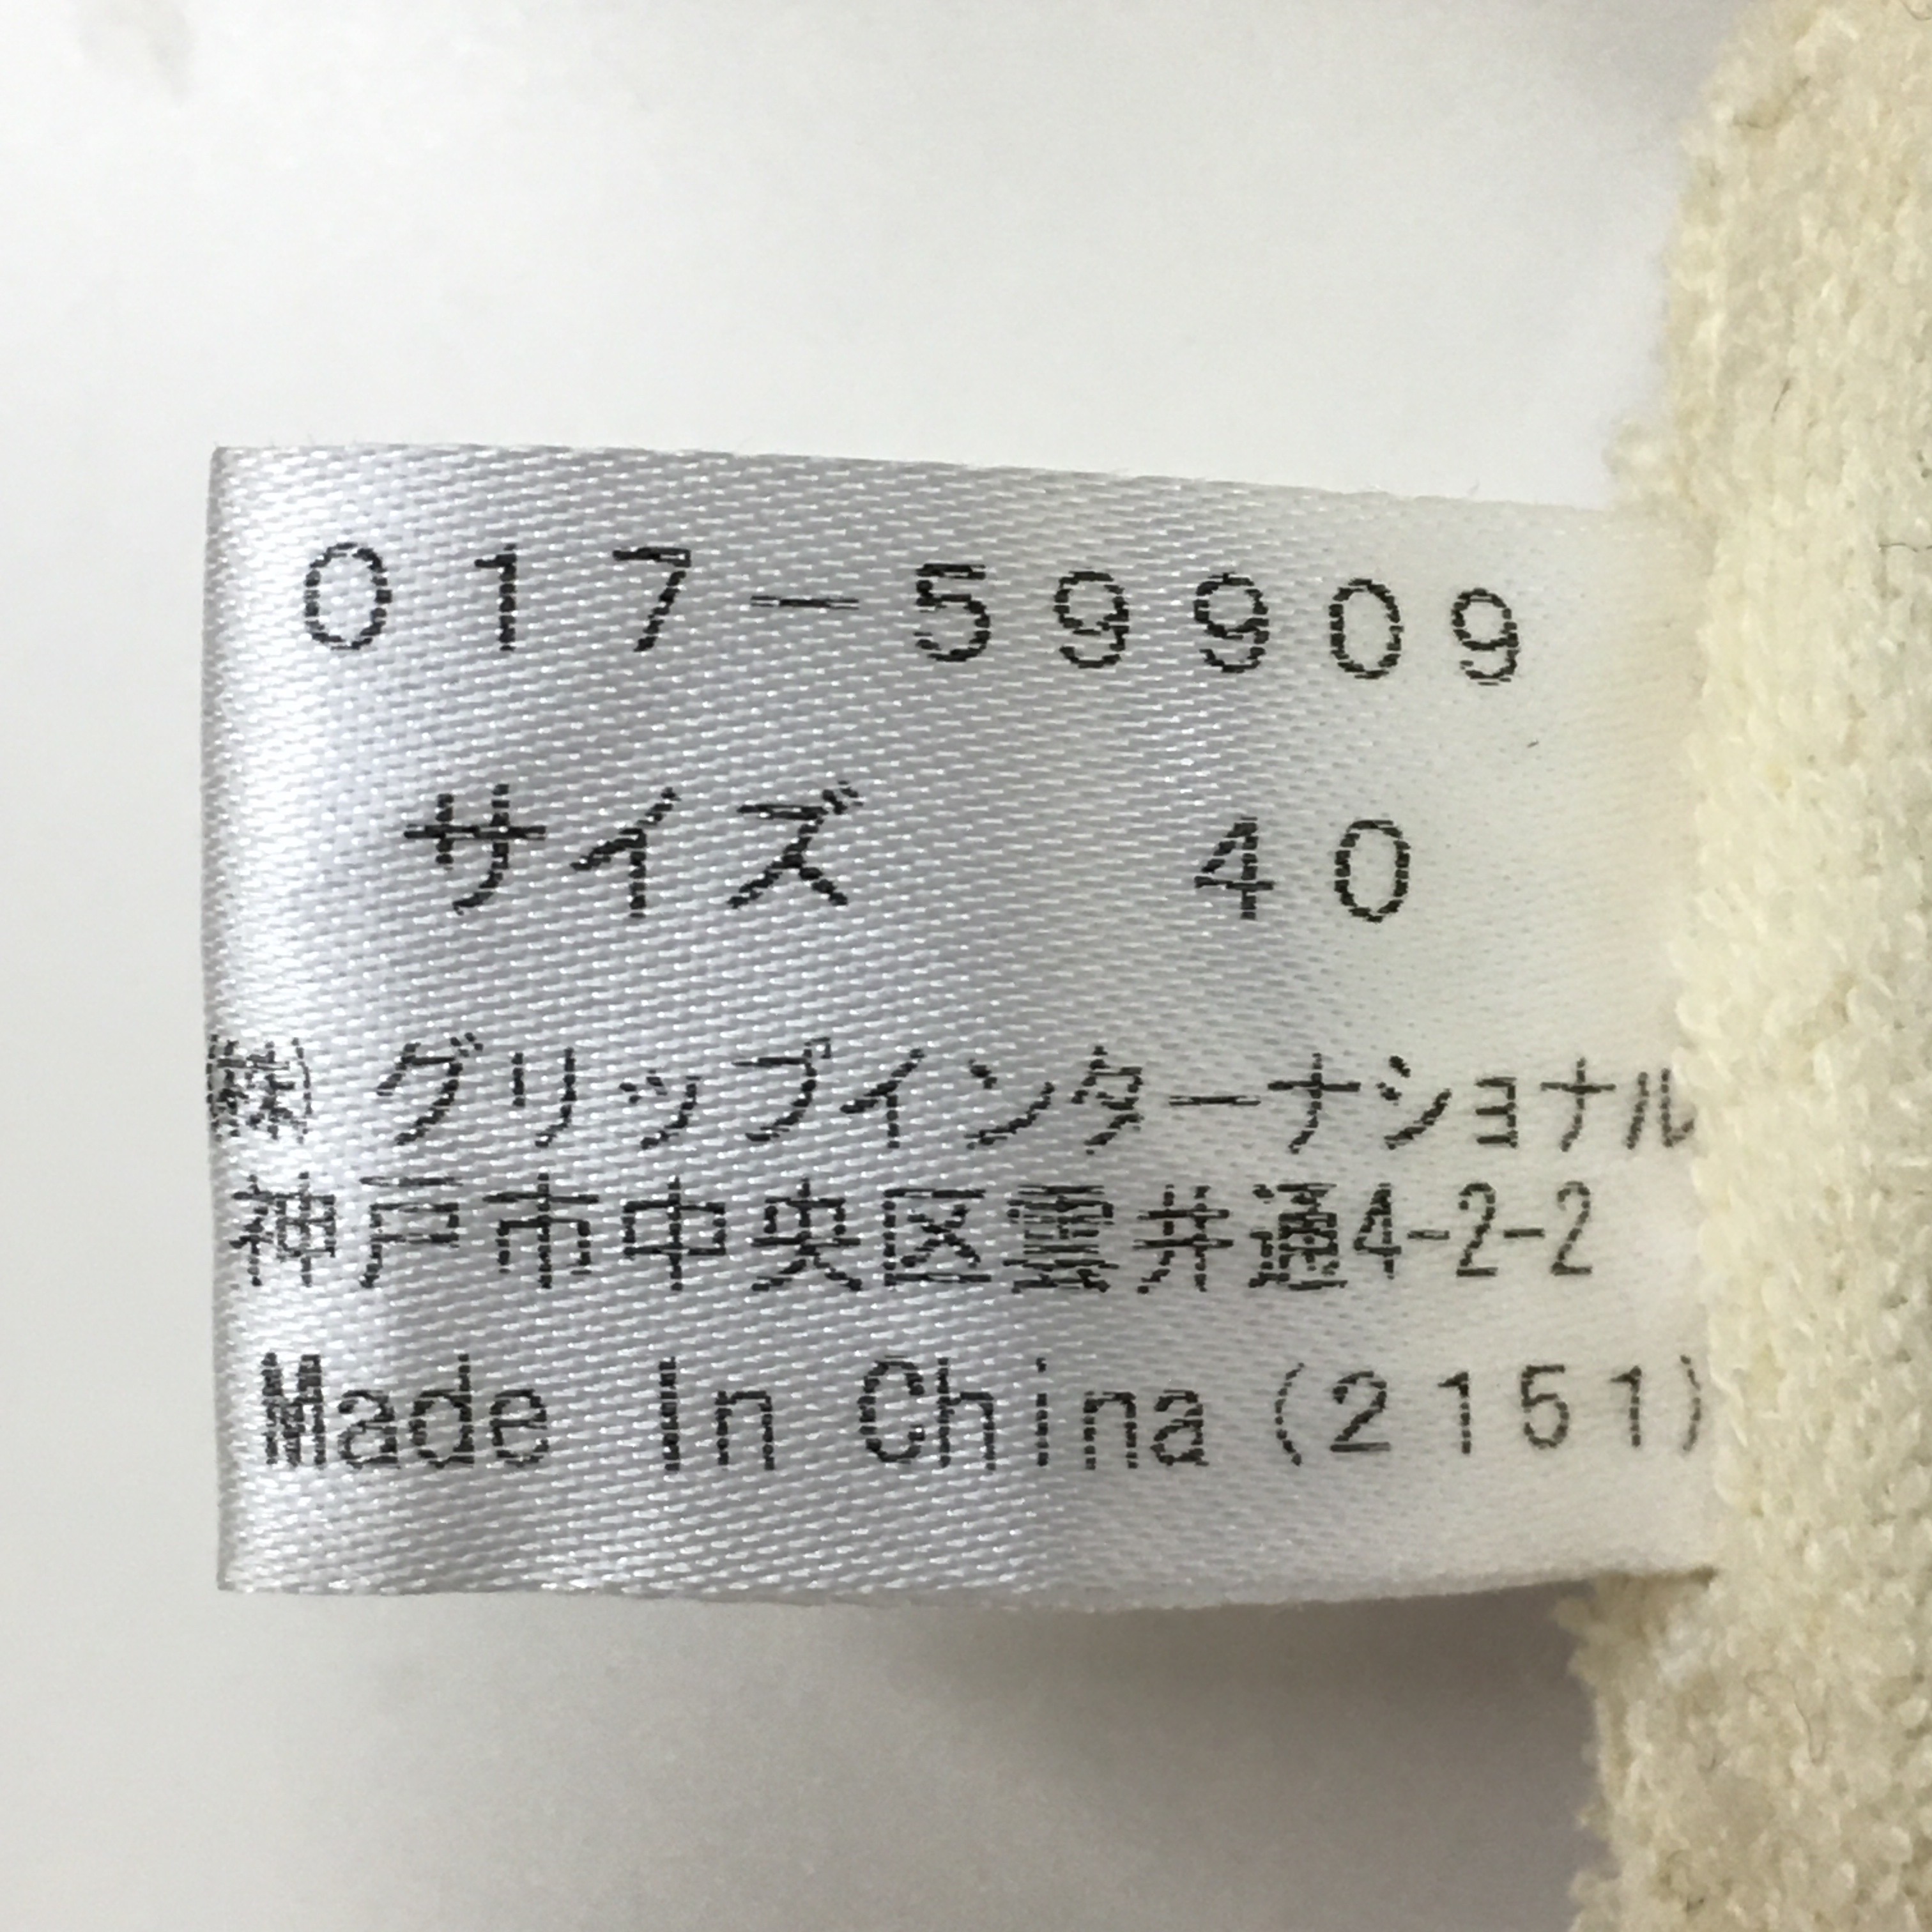 017-59909
サイズ 40
㈱グリップインターナショナル
神戸市中央区雲井通4-2-2
Made In China (2151)